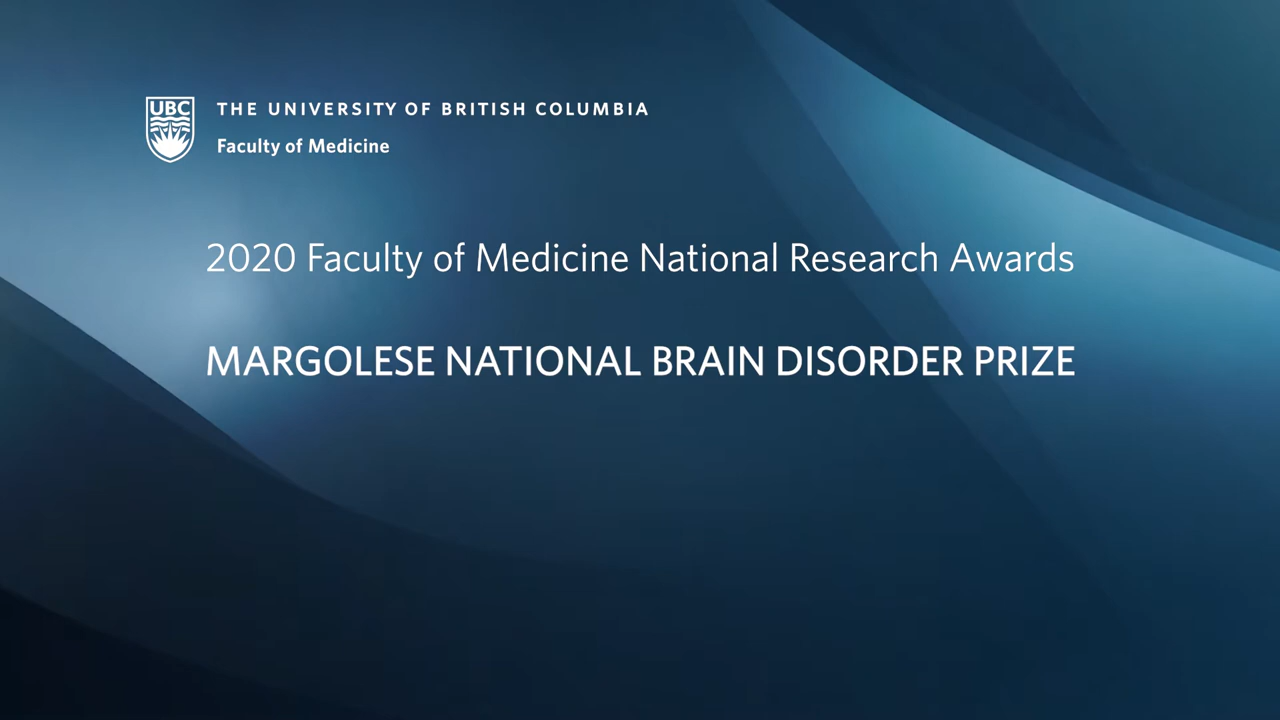 UBC
THE UNIVERSITY OF BRITISH COLUMBIA
Faculty of Medicine
2020 Faculty of Medicine National Research Awards
MARGOLESE NATIONAL BRAIN DISORDER PRIZE